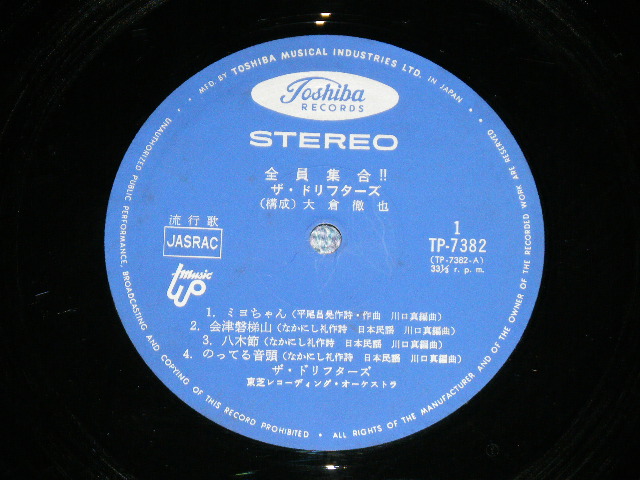 MFD. BY TOSHIBA MUSICAL INDUSTRIES LTD. IN JAPAN
Toshiba
RECORDS
STEREO
全員集合!!
ザ・ドリフターズ
(構成) 大倉徹也
流行歌
JASRAC
music
UP
1
TP-7382
(TP-7382-A)
33⅓ r. p. m.
1. ミヨちゃん (平尾昌晃作詩・作曲 川口真編曲)
2. 会津磐梯山 (なかにし礼作詩 日本民謡 川口真編曲)
3. 八木節 (なかにし礼作詩 日本民謡 川口真編曲)
4. のってる音頭 (なかにし礼作詩 日本民謡 川口真編曲)
ザ・ドリフターズ
東芝レコーディング・オーケストラ
UNAUTHORIZED PUBLIC PERFORMANCE, BROADCASTING AND COPYING OF THIS RECORD PROHIBITED • ALL RIGHTS OF THE MANUFACTURER AND OF THE OWNER OF THE RECORDED WORK ARE RESERVED